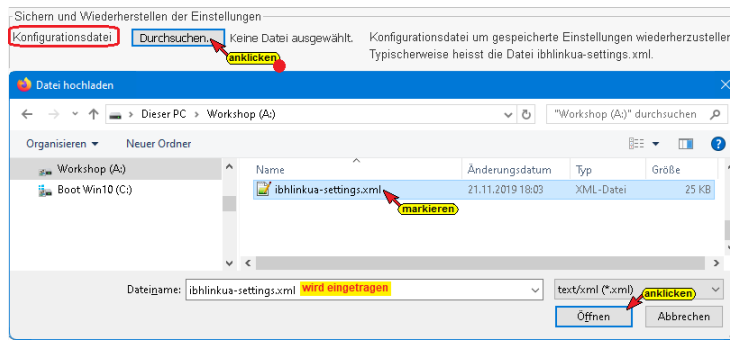 Sichern und Wiederherstellen der Einstellungen
Konfigurationsdatei Durchsuchen... Keine Datei ausgewählt. Konfigurationsdatei um gespeicherte Einstellungen wiederherzusteller
anklicken Typischerweise heisst die Datei ibhlinkua-settings.xml.
Datei hochladen
Dieser PC > Workshop (A:) "Workshop (A:)" durchsuchen
Organisieren Neuer Ordner
Workshop (A:) Name Änderungsdatum Typ Größe
Boot Win10 (C:) ibhlinkua-settings.xml 21.11.2019 18:03 XML-Datei 25 KB
markieren
Dateiname: ibhlinkua-settings.xml wird eingetragen text/xml (*.xml) anklicken
Öffnen Abbrechen